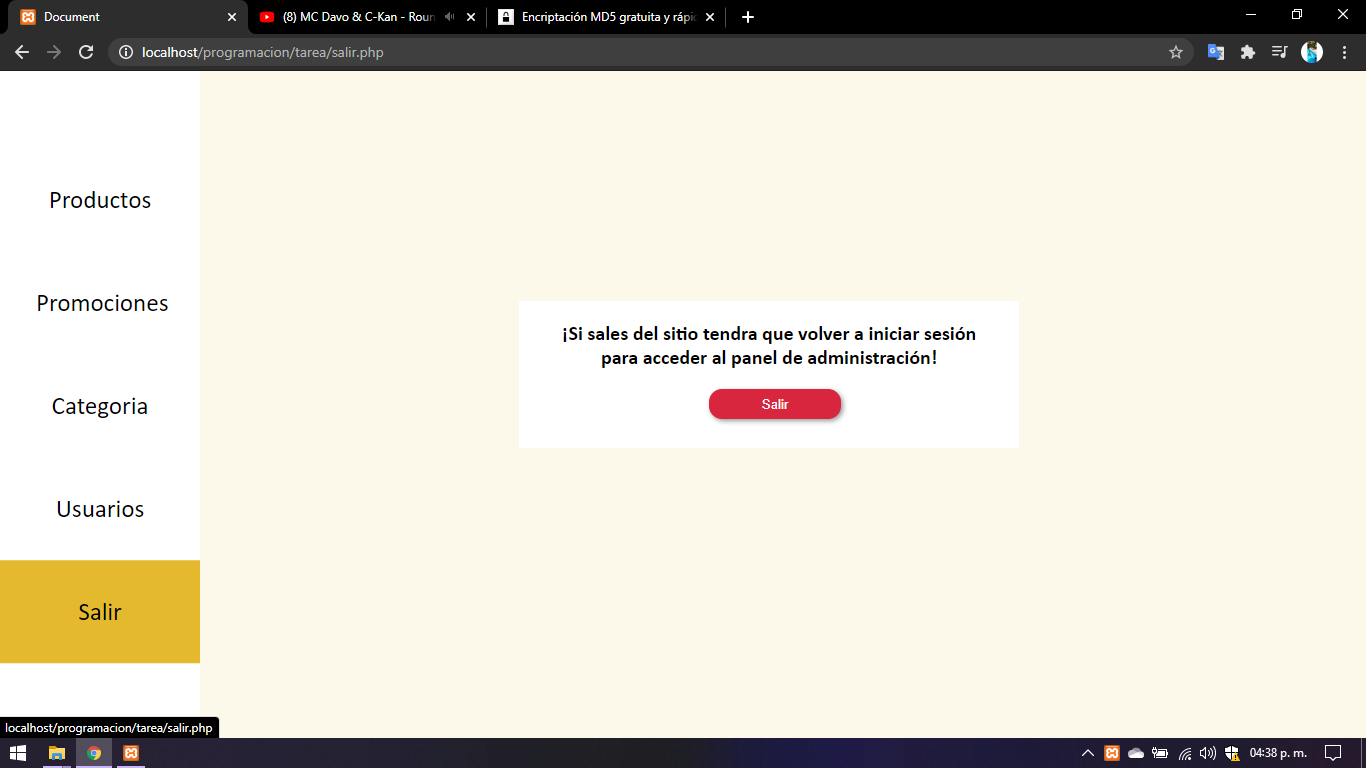 Document
(8) MC Davo & C-Kan - Roun
Encriptación MD5 gratuita y rápi
localhost/programacion/tarea/salir.php
Productos
Promociones
Categoria
Usuarios
Salir
¡Si sales del sitio tendra que volver a iniciar sesión
para acceder al panel de administración!
Salir
localhost/programacion/tarea/salir.php
04:38 p. m.